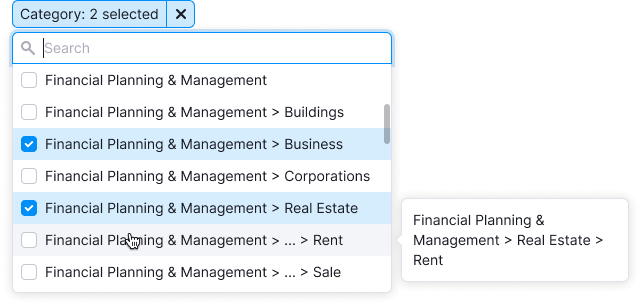 Category: 2 selected
Search
Financial Planning & Management
Financial Planning & Management > Buildings
Financial Planning & Management > Business
Financial Planning & Management > Corporations
Financial Planning & Management > Real Estate
Financial Planning & Management > ... > Rent
Financial Planning & Management > ... > Sale
Financial Planning &
Management > Real Estate >
Rent